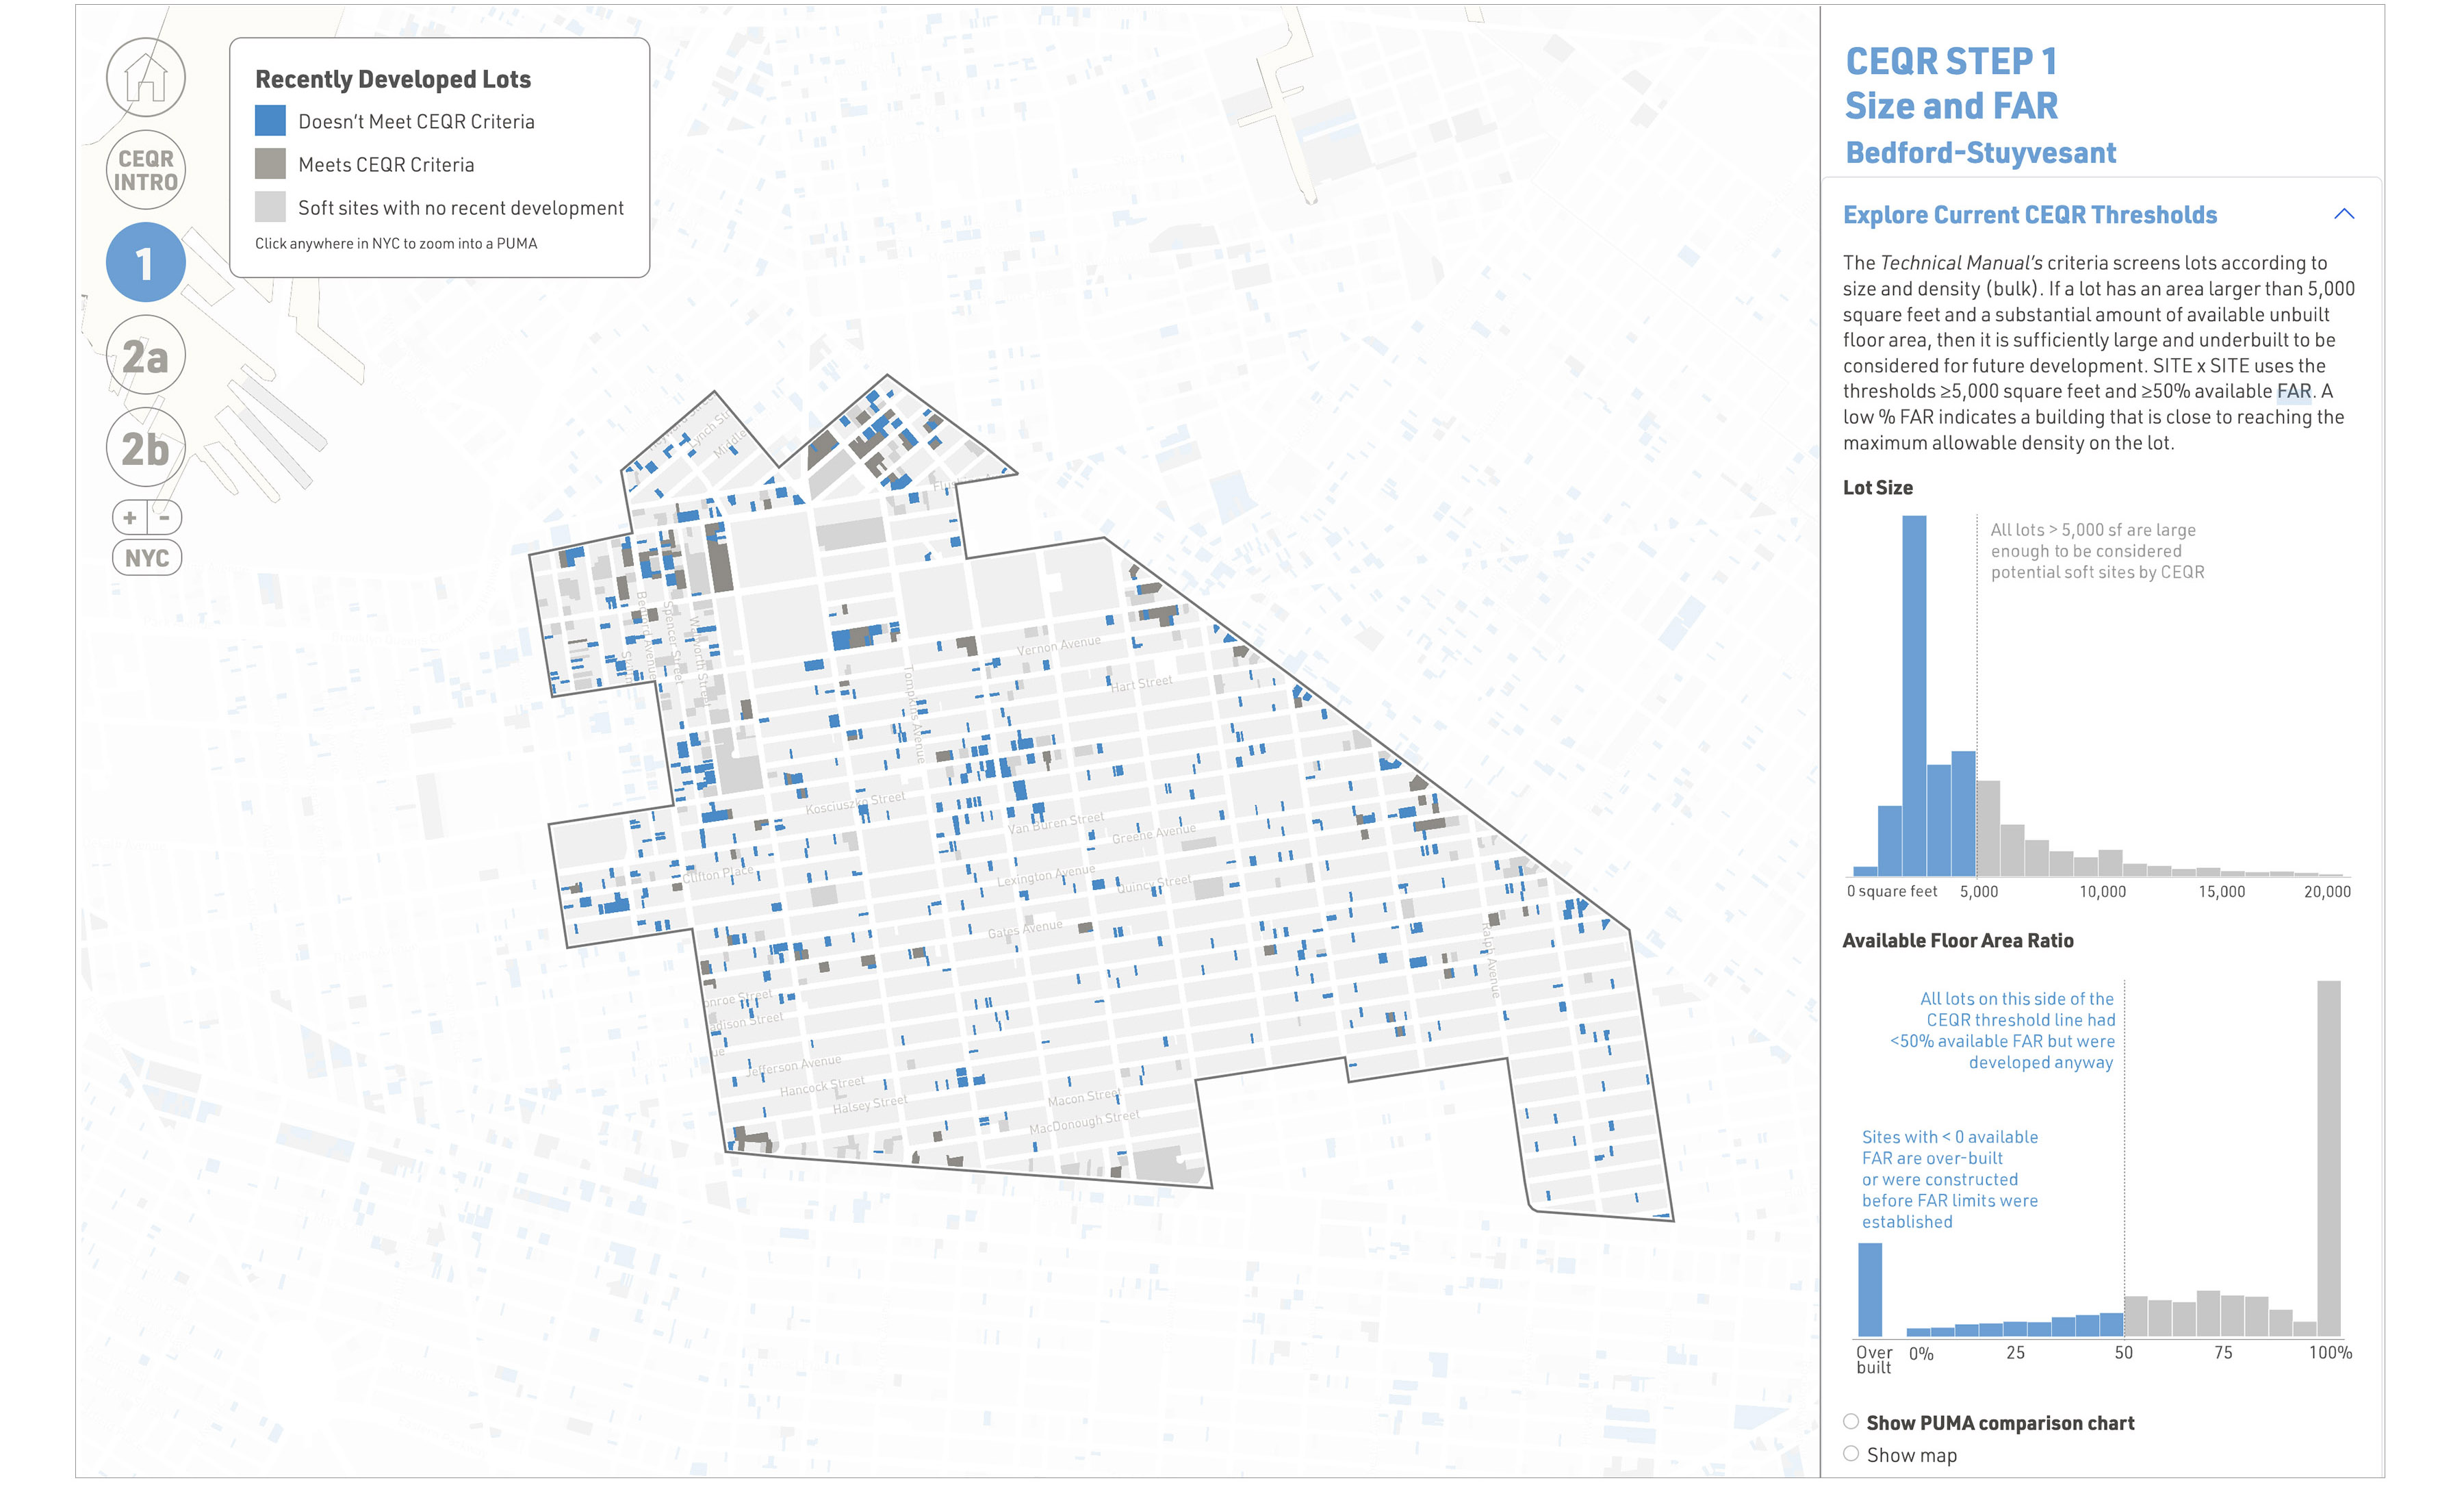 CEQR
INTRO
1
2a
2b
+ -
NYC
Recently Developed Lots
Doesn't Meet CEQR Criteria
Meets CEQR Criteria
Soft sites with no recent development
Click anywhere in NYC to zoom into a PUMA
Lynch
Middle
Bedford Avenue
Spencer Street
Street
Tompkins Avenue
Vernon Avenue
Hart Street
Kosciuszko Street
Van Buren Street
Greene Avenue
Clifton Place
Lexington Avenue
Quincy Street
Gates Avenue
Ralph Avenue
Street
Street
Jefferson Avenue
Hancock Street
Halsey Street
Macon Street
MacDonough Street
CEQR STEP 1
Size and FAR
Bedford-Stuyvesant
Explore Current CEQR Thresholds
The Technical Manual's criteria screens lots according to
size and density (bulk). If a lot has an area larger than 5,000
square feet and a substantial amount of available unbuilt
floor area, then it is sufficiently large and underbuilt to be
considered for future development. SITE x SITE uses the
thresholds ≥5,000 square feet and ≥50% available FAR. A
low % FAR indicates a building that is close to reaching the
maximum allowable density on the lot.
Lot Size
All lots > 5,000 sf are large
enough to be considered
potential soft sites by CEQR
0 square feet 5,000 10,000 15,000 20,000
Available Floor Area Ratio
All lots on this side of the
CEQR threshold line had
<50% available FAR but were
developed anyway
Sites with < 0 available
FAR are over-built
or were constructed
before FAR limits were
established
Over 0% 25 50 75 100%
built
Show PUMA comparison chart
Show map